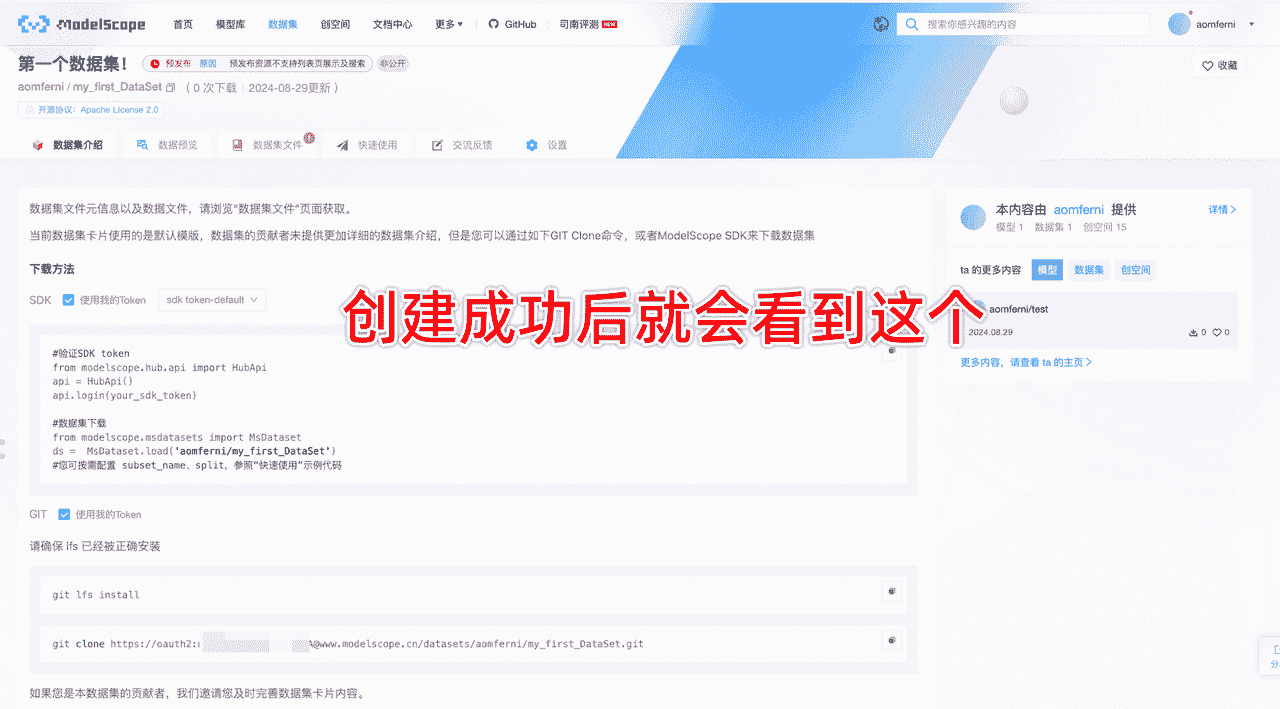 ModelScope 首页 模型库 数据集 创空间 文档中心 更多 GitHub 司南评测 NEW 搜索你感兴趣的内容 aomferni
第一个数据集！ 预发布 原因 预发布资源不支持列表页展示及搜索 非公开 收藏
aomferni / my_first_DataSet （ 0 次下载 | 2024-08-29更新 ）
开源协议：Apache License 2.0
数据集介绍 数据预览 数据集文件 快速使用 交流反馈 设置
数据集文件元信息以及数据文件，请浏览“数据集文件“页面获取。
当前数据集卡片使用的是默认模版，数据集的贡献者未提供更加详细的数据集介绍，但是您可以通过如下GIT Clone命令，或者ModelScope SDK来下载数据集
下载方法
SDK 使用我的Token sdk token-default
创建成功后就会看到这个
#验证SDK token
from modelscope.hub.api import HubApi
api = HubApi()
api.login(your_sdk_token)
#数据集下载
from modelscope.msdatasets import MsDataset
ds =  MsDataset.load('aomferni/my_first_DataSet')
#您可按需配置 subset_name、split，参照“快速使用”示例代码
GIT 使用我的Token
请确保 lfs 已经被正确安装
git lfs install
git clone https://oauth2: @www.modelscope.cn/datasets/aomferni/my_first_DataSet.git
如果您是本数据集的贡献者，我们邀请您及时完善数据集卡片内容。
本内容由 aomferni 提供 详情
模型 1 数据集 1 创空间 15
ta 的更多内容 模型 数据集 创空间
aomferni/test
2024.08.29 0 0
更多内容，请查看 ta 的主页